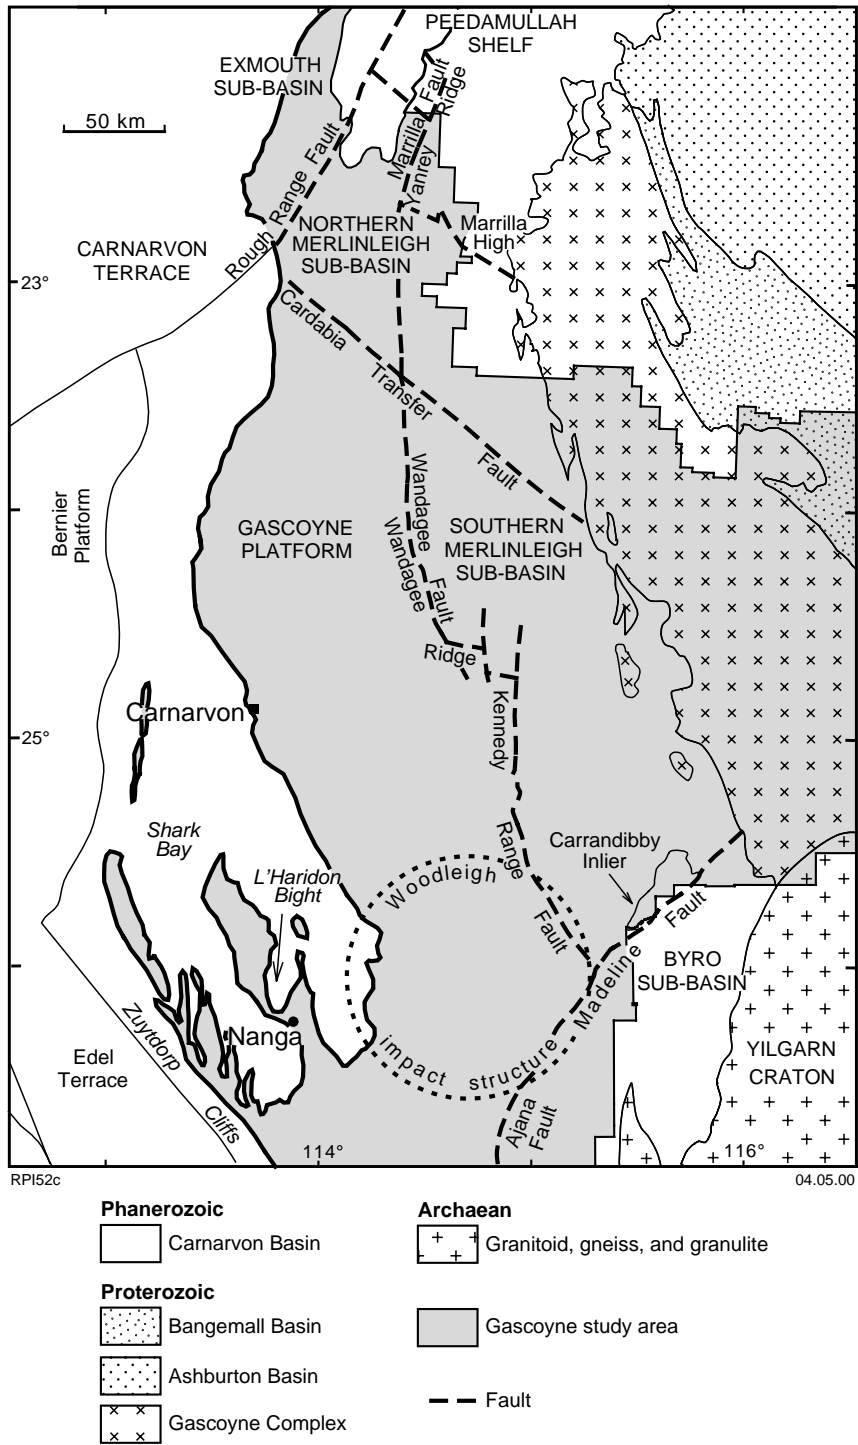 PEEDAMULLAH
SHELF
EXMOUTH
SUB-BASIN
50 km
Rough Range Fault
Marrilla Fault
Yanrey Ridge
NORTHERN
MERLINLEIGH
SUB-BASIN
Marrilla
High
CARNARVON
TERRACE
23°
Cardabia Transfer Fault
Bernier
Platform
GASCOYNE
PLATFORM
Wandagee Fault
Wandagee Ridge
SOUTHERN
MERLINLEIGH
SUB-BASIN
Carnarvon
25°
Kennedy Range Fault
Shark
Bay
L'Haridon
Bight
Carrandibby
Inlier
Woodleigh
impact structure
Madeline Fault
BYRO
SUB-BASIN
Nanga
Zuytdorp Cliffs
Edel
Terrace
YILGARN
CRATON
Ajana
Fault
114°
116°
RPI52c
04.05.00
Phanerozoic
Carnarvon Basin
Proterozoic
Bangemall Basin
Ashburton Basin
Gascoyne Complex
Archaean
Granitoid, gneiss, and granulite
Gascoyne study area
Fault